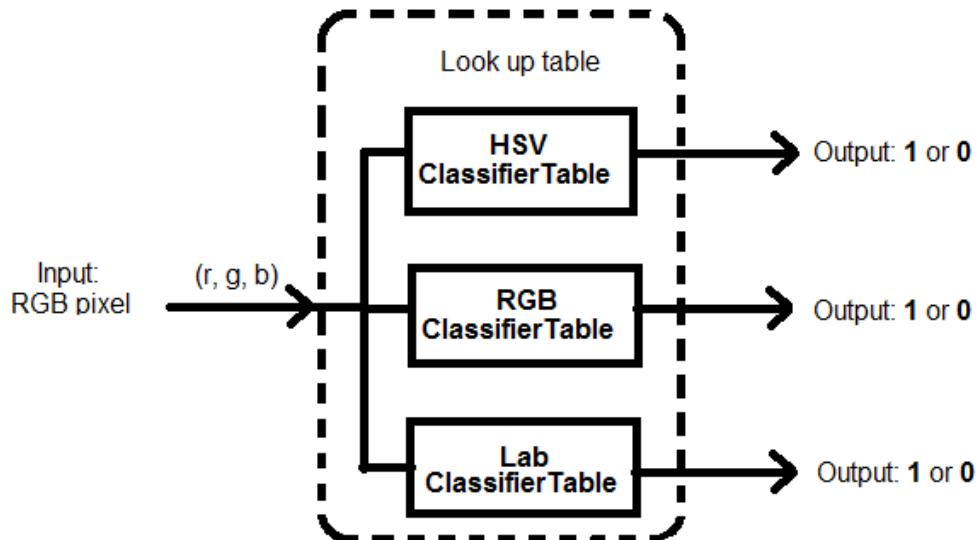 Look up table
HSV
ClassifierTable
Output: 1 or 0
Input:
RGB pixel
(r, g, b)
RGB
ClassifierTable
Output: 1 or 0
Lab
ClassifierTable
Output: 1 or 0